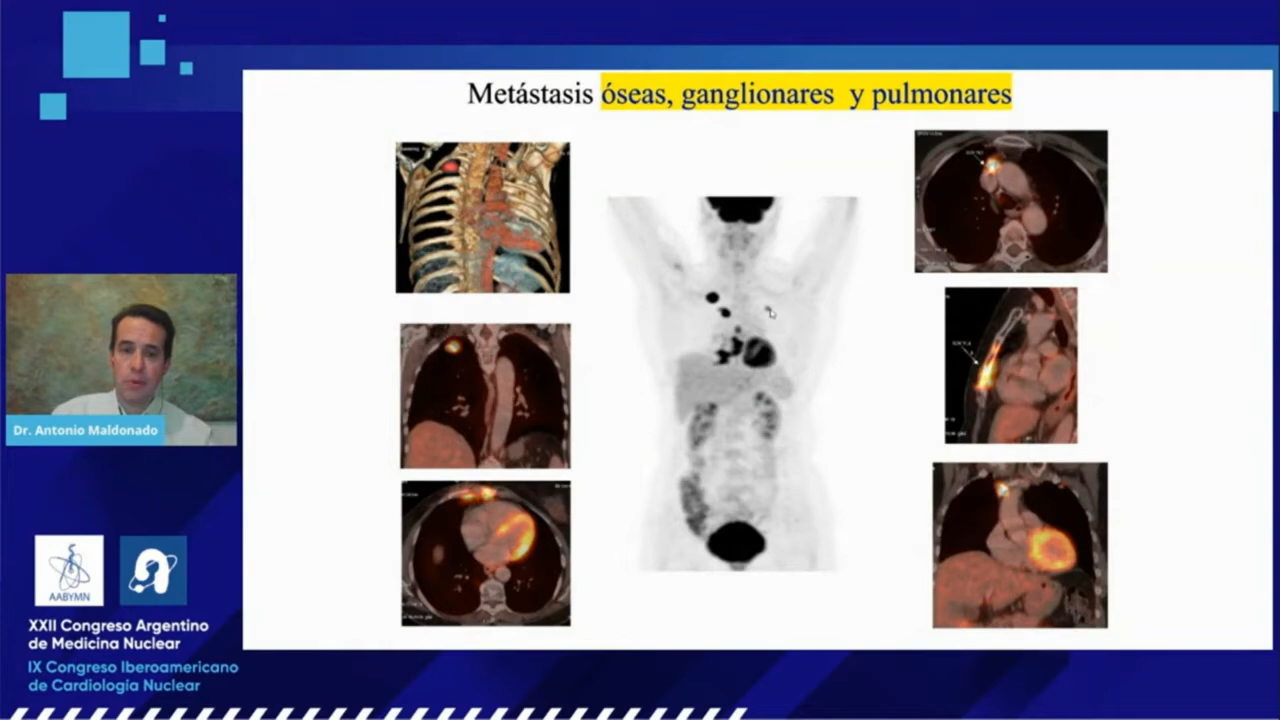 Metástasis óseas, ganglionares y pulmonares
Dr. Antonio Maldonado
AABYMN
XXII Congreso Argentino
de Medicina Nuclear
IX Congreso Iberoamericano
de Cardiología Nuclear